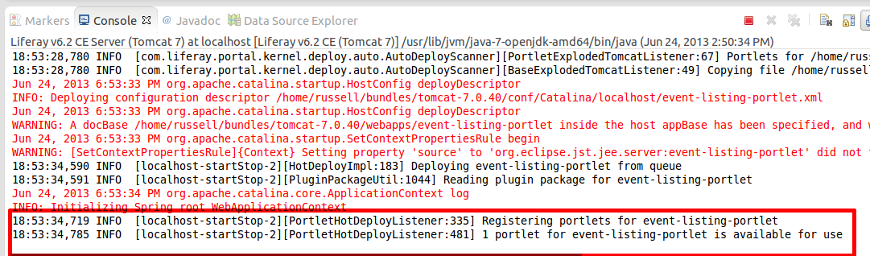 Markers Console Javadoc Data Source Explorer
Liferay v6.2 CE Server (Tomcat 7) at localhost [Liferay v6.2 CE (Tomcat 7)] /usr/lib/jvm/java-7-openjdk-amd64/bin/java (Jun 24, 2013 2:50:34 PM)
18:53:28,780 INFO  [com.liferay.portal.kernel.deploy.auto.AutoDeployScanner][PortletExplodedTomcatListener:67] Portlets for /home/rus
18:53:28,780 INFO  [com.liferay.portal.kernel.deploy.auto.AutoDeployScanner][BaseExplodedTomcatListener:49] Copying file /home/russell
Jun 24, 2013 6:53:33 PM org.apache.catalina.startup.HostConfig deployDescriptor
INFO: Deploying configuration descriptor /home/russell/bundles/tomcat-7.0.40/conf/Catalina/localhost/event-listing-portlet.xml
Jun 24, 2013 6:53:33 PM org.apache.catalina.startup.HostConfig deployDescriptor
WARNING: A docBase /home/russell/bundles/tomcat-7.0.40/webapps/event-listing-portlet inside the host appBase has been specified, and w
Jun 24, 2013 6:53:33 PM org.apache.catalina.startup.SetContextPropertiesRule begin
WARNING: [SetContextPropertiesRule]{Context} Setting property 'source' to 'org.eclipse.jst.jee.server:event-listing-portlet' did not
18:53:34,590 INFO  [localhost-startStop-2][HotDeployImpl:183] Deploying event-listing-portlet from queue
18:53:34,591 INFO  [localhost-startStop-2][PluginPackageUtil:1044] Reading plugin package for event-listing-portlet
Jun 24, 2013 6:53:34 PM org.apache.catalina.core.ApplicationContext log
INFO: Initializing Spring root WebApplicationContext
18:53:34,719 INFO  [localhost-startStop-2][PortletHotDeployListener:335] Registering portlets for event-listing-portlet
18:53:34,785 INFO  [localhost-startStop-2][PortletHotDeployListener:481] 1 portlet for event-listing-portlet is available for use